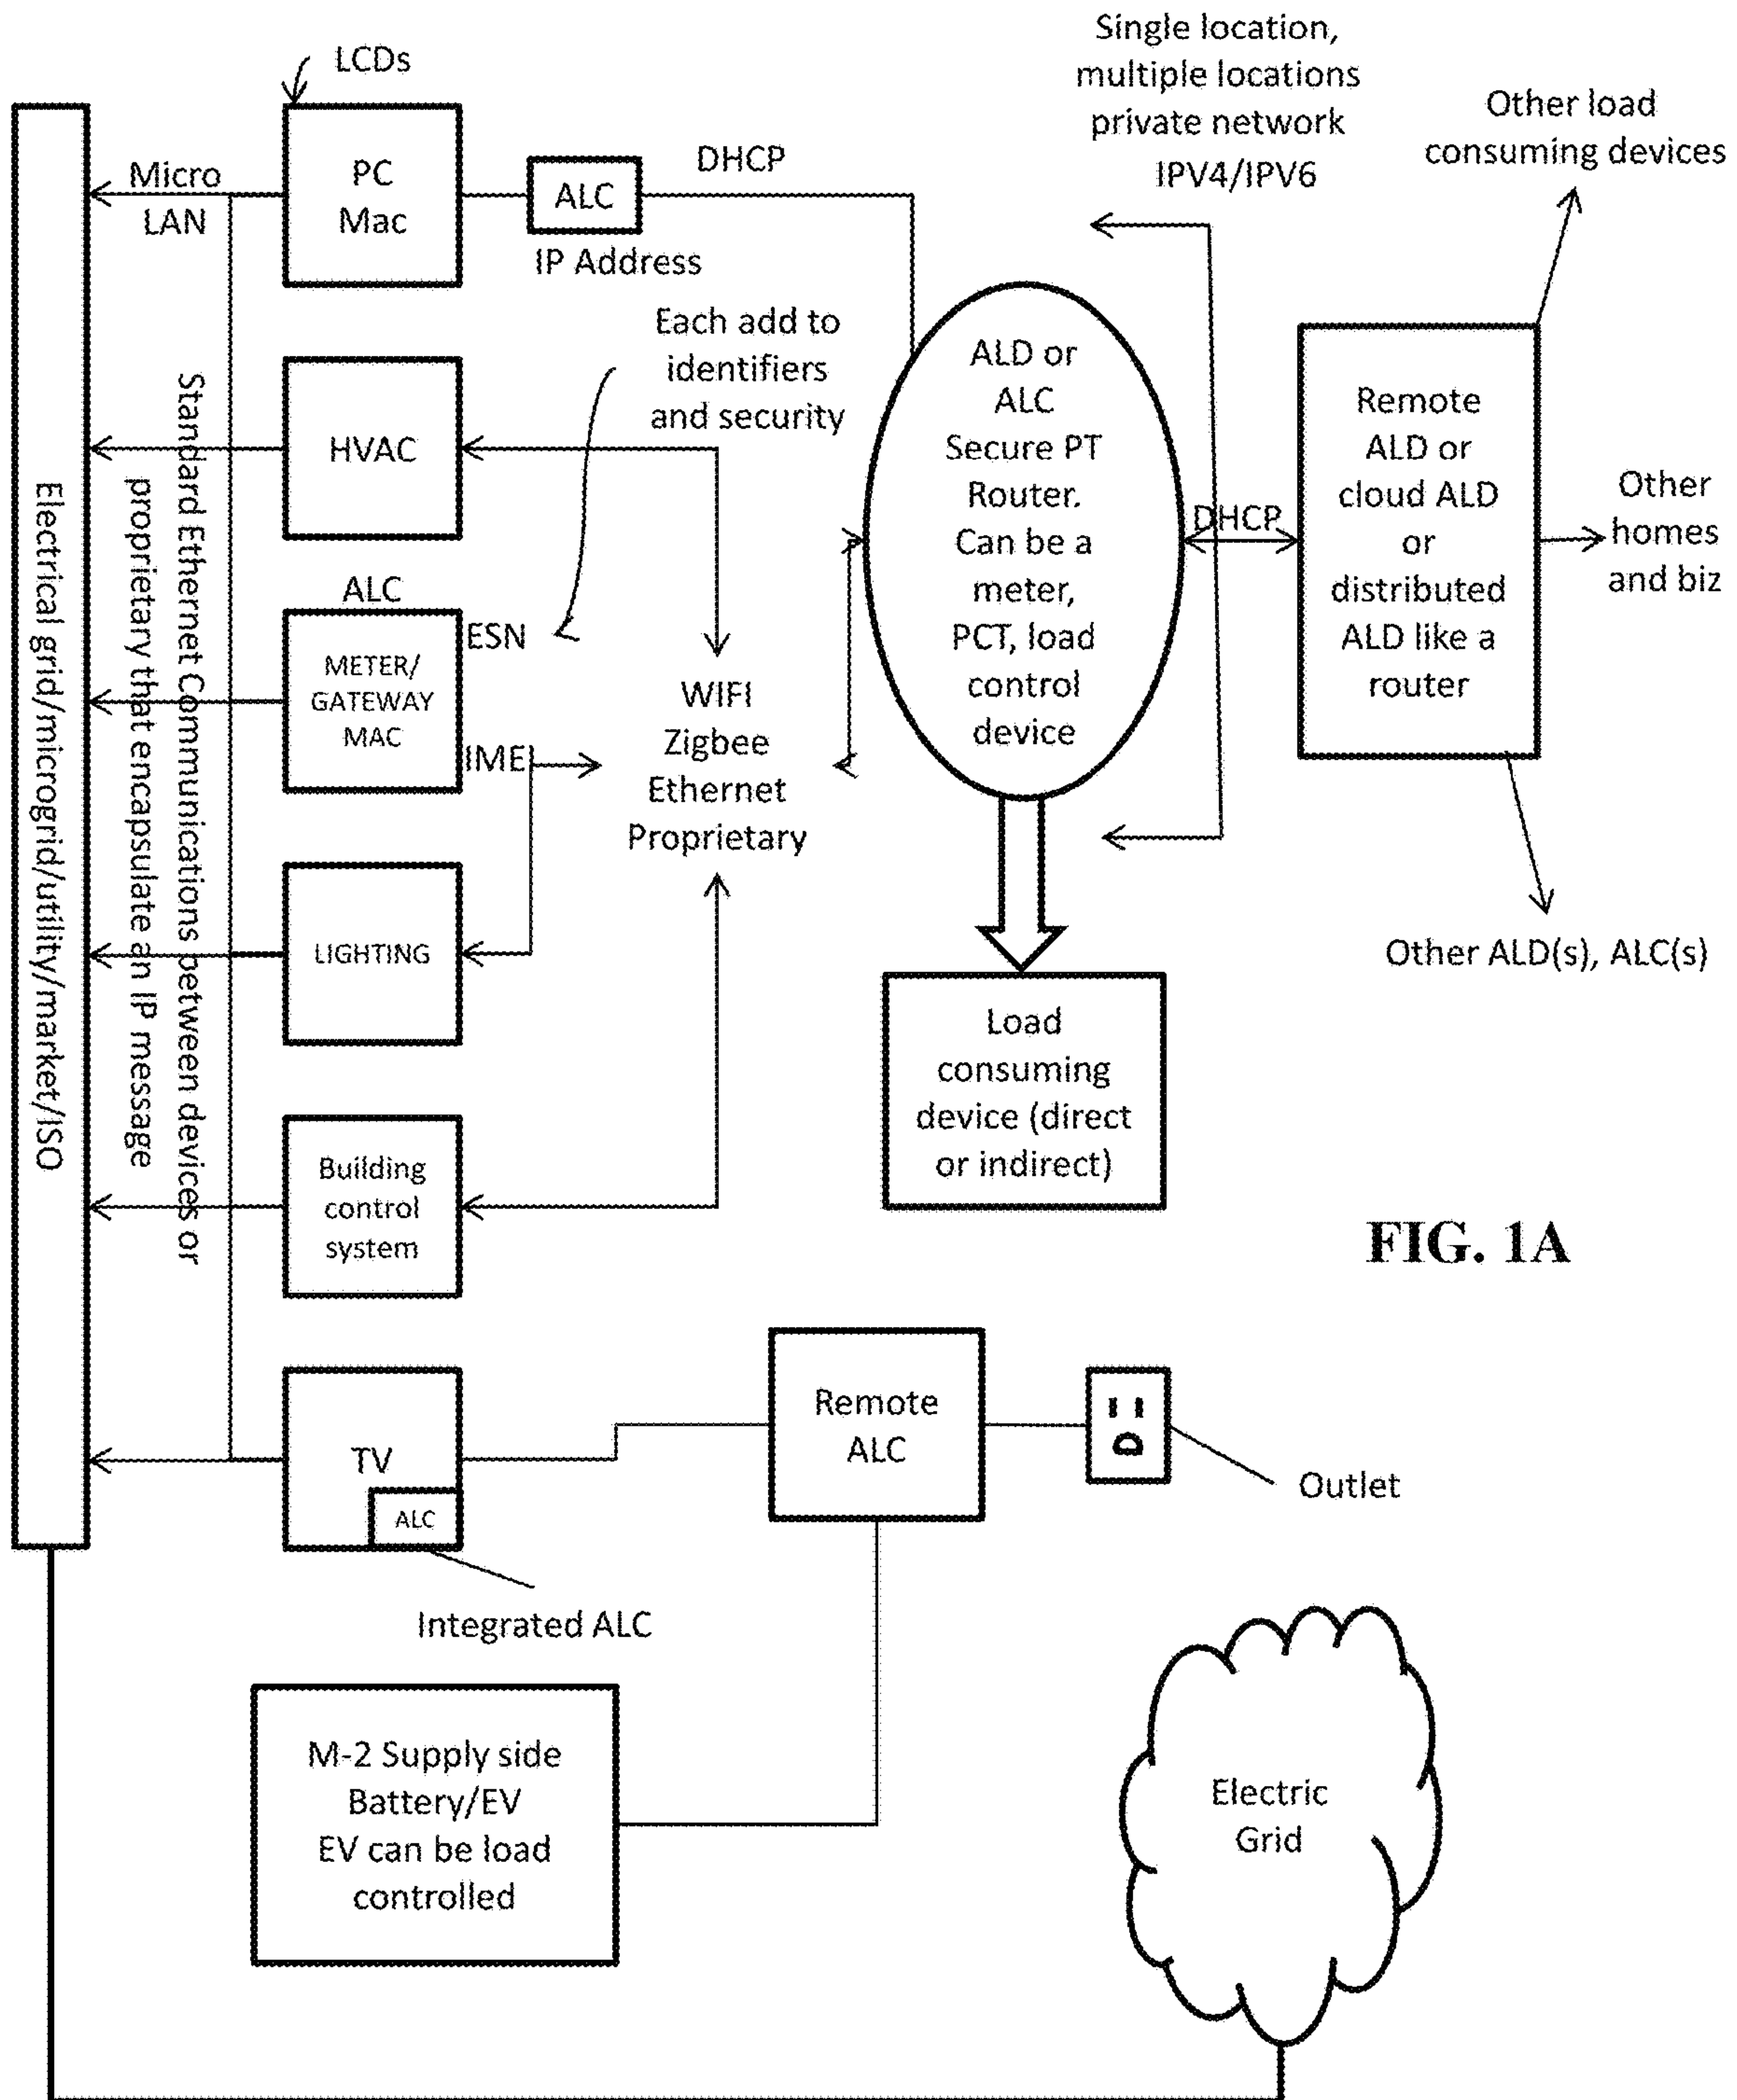 Single location,
multiple locations
private network
IPV4/IPV6
LCDs
Other load
consuming devices
Micro
LAN
PC
Mac
ALC
DHCP
IP Address
Each add to
identifiers
and security
HVAC
ALC
METER/
GATEWAY
MAC
ESN
IMEI
WIFI
Zigbee
Ethernet
Proprietary
ALD or
ALC
Secure PT
Router.
Can be a
meter,
PCT, load
control
device
DHCP
Remote
ALD or
cloud ALD
or
distributed
ALD like a
router
Other
homes
and biz
Other ALD(s), ALC(s)
LIGHTING
Load
consuming
device (direct
or indirect)
Building
control
system
Electrical grid/microgrid/utility/market/ISO
Standard Ethernet Communications between devices or
proprietary that encapsulate an IP message
FIG. 1A
TV
ALC
Integrated ALC
Remote
ALC
Outlet
M-2 Supply side
Battery/EV
EV can be load
controlled
Electric
Grid